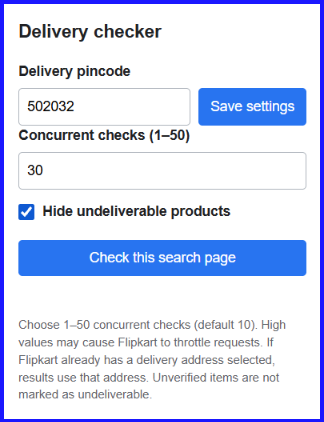 Delivery checker
Delivery pincode
502032
Save settings
Concurrent checks (1–50)
30
Hide undeliverable products
Check this search page
Choose 1–50 concurrent checks (default 10). High
values may cause Flipkart to throttle requests. If
Flipkart already has a delivery address selected,
results use that address. Unverified items are not
marked as undeliverable.